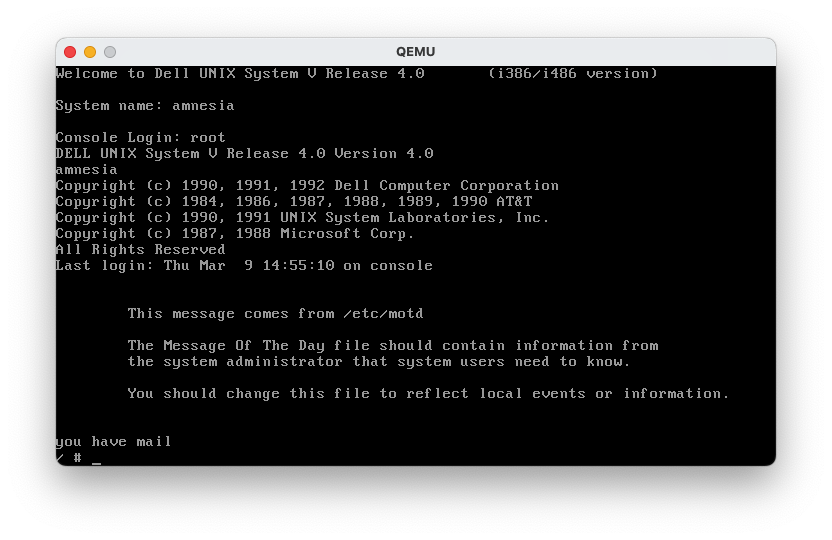 QEMU
Welcome to Dell UNIX System V Release 4.0       (i386/i486 version)
System name: amnesia
Console Login: root
DELL UNIX System V Release 4.0 Version 4.0
amnesia
Copyright (c) 1990, 1991, 1992 Dell Computer Corporation
Copyright (c) 1984, 1986, 1987, 1988, 1989, 1990 AT&T
Copyright (c) 1990, 1991 UNIX System Laboratories, Inc.
Copyright (c) 1987, 1988 Microsoft Corp.
All Rights Reserved
Last login: Thu Mar  9 14:55:10 on console
This message comes from /etc/motd
The Message Of The Day file should contain information from
the system administrator that system users need to know.
You should change this file to reflect local events or information.
you have mail
/ # _